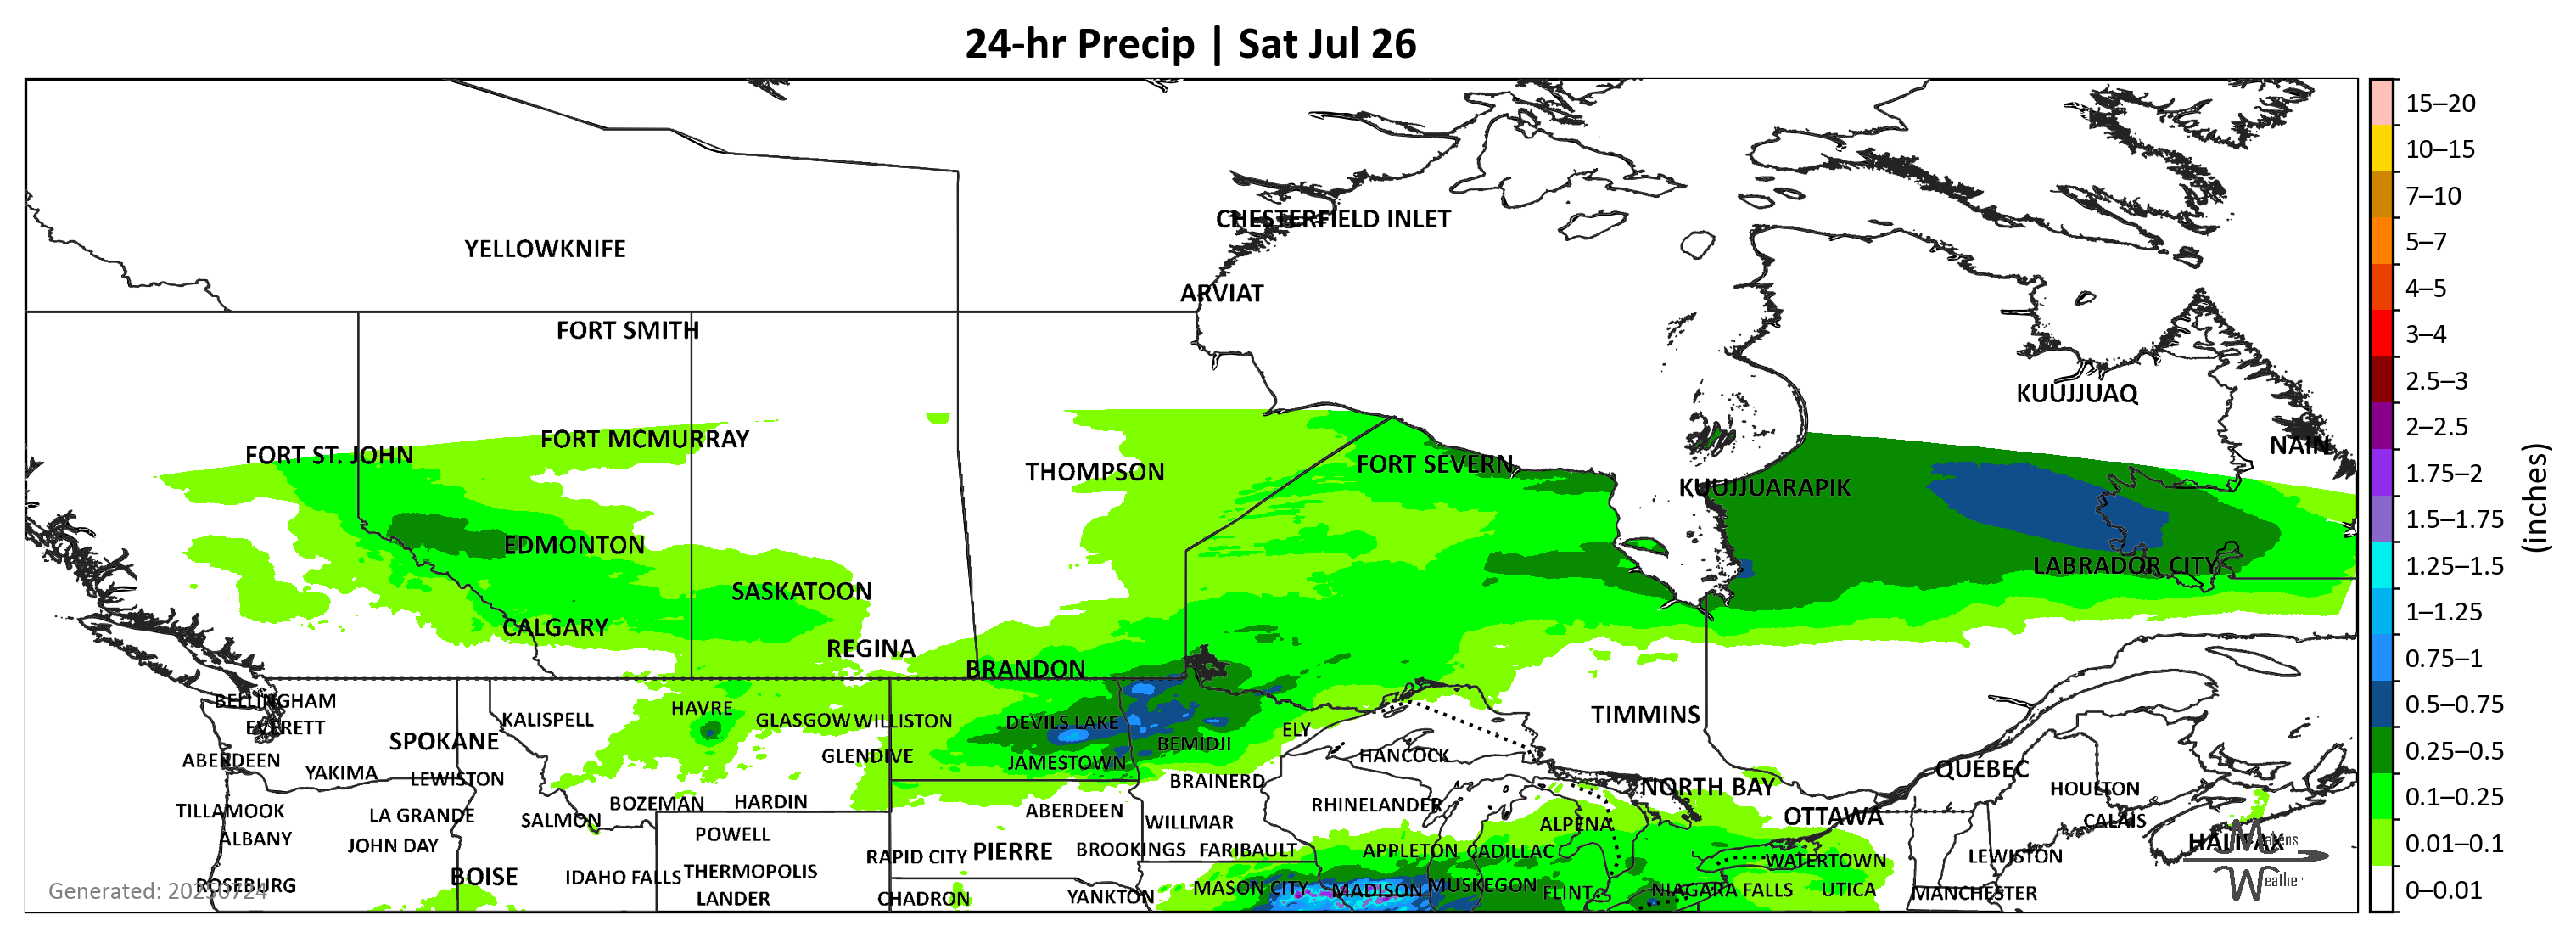 24-hr Precip | Sat Jul 26
CHESTERFIELD INLET
YELLOWKNIFE
ARVIAT
FORT SMITH
KUUJJUAQ
FORT MCMURRAY
NAIN
FORT ST. JOHN
THOMPSON
FORT SEVERN
KUUJJUARAPIK
EDMONTON
LABRADOR CITY
SASKATOON
CALGARY
REGINA
BRANDON
BELLINGHAM
HAVRE
EVERETT
KALISPELL
GLASGOW
WILLISTON
DEVILS LAKE
TIMMINS
ELY
SPOKANE
BEMIDJI
ABERDEEN
GLENDIVE
JAMESTOWN
HANCOCK
QUÉBEC
YAKIMA
LEWISTON
BRAINERD
NORTH BAY
HOULTON
TILLAMOOK
LA GRANDE
SALMON
BOZEMAN
HARDIN
ABERDEEN
WILLMAR
RHINELANDER
ALPENA
OTTAWA
CALAIS
ALBANY
JOHN DAY
POWELL
RAPID CITY
PIERRE
BROOKINGS
FARIBAULT
APPLETON
CADILLAC
WATERTOWN
LEWISTON
HALIFAX
Makens
Weather
ROSEBURG
BOISE
IDAHO FALLS
THERMOPOLIS
LANDER
CHADRON
YANKTON
MASON CITY
MADISON
MUSKEGON
FLINT
NIAGARA FALLS
UTICA
MANCHESTER
Generated: 20250724
15–20
10–15
7–10
5–7
4–5
3–4
2.5–3
2–2.5
1.75–2
1.5–1.75
1.25–1.5
1–1.25
0.75–1
0.5–0.75
0.25–0.5
0.1–0.25
0.01–0.1
0–0.01
(inches)